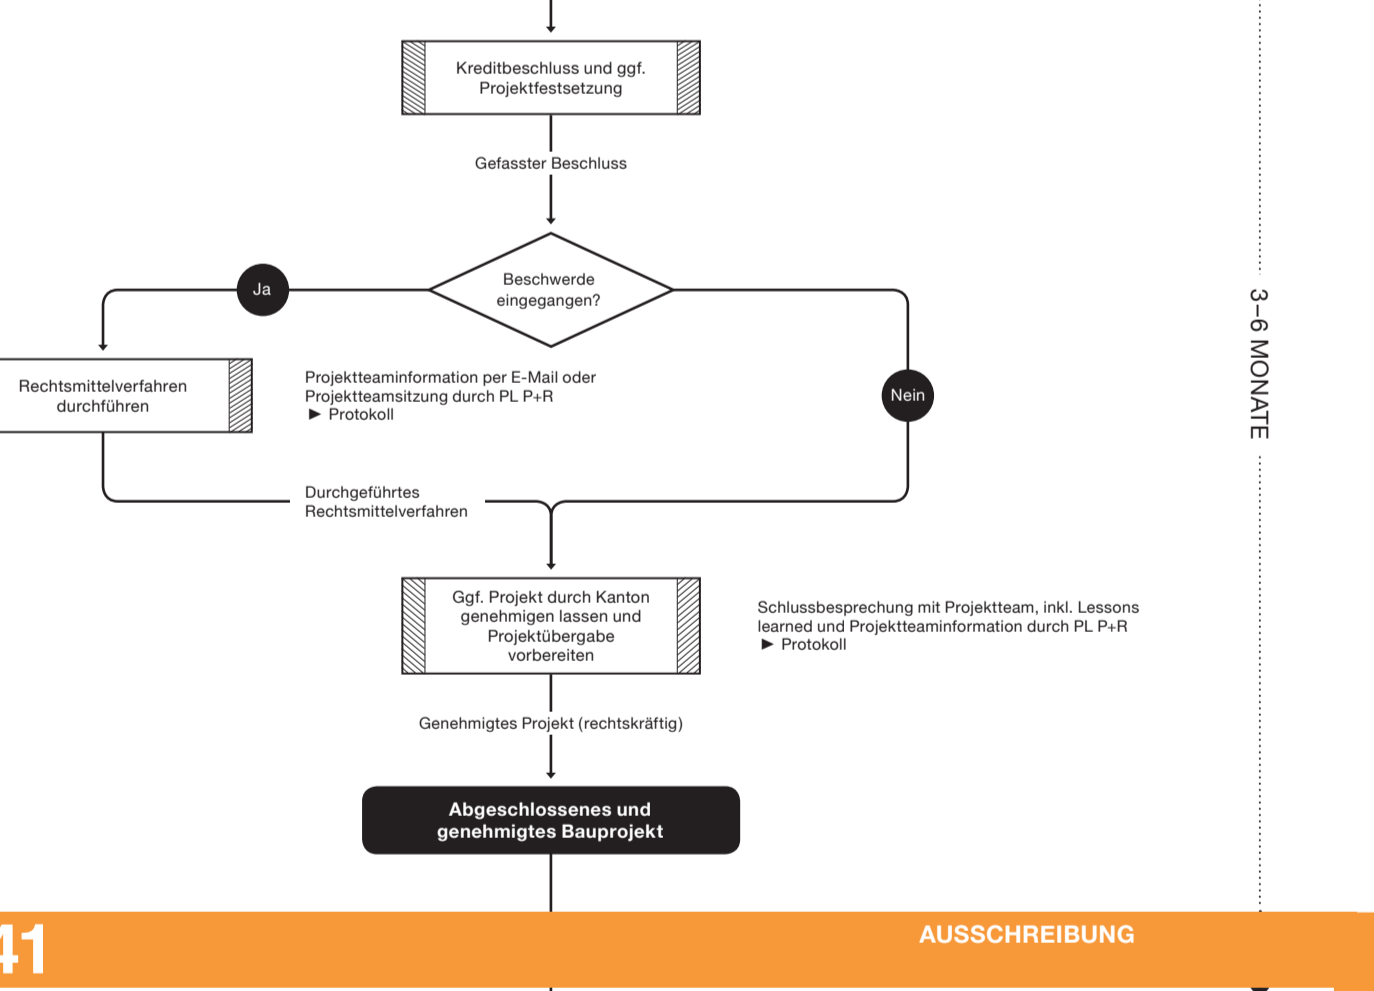 Kreditbeschluss und ggf.
Projektfestsetzung
Gefasster Beschluss
Beschwerde
eingegangen?
Ja
Nein
Rechtsmittelverfahren
durchführen
Projektteaminformation per E-Mail oder
Projektteamsitzung durch PL P+R
► Protokoll
Durchgeführtes
Rechtsmittelverfahren
Ggf. Projekt durch Kanton
genehmigen lassen und
Projektübergabe
vorbereiten
Schlussbesprechung mit Projektteam, inkl. Lessons
learned und Projektteaminformation durch PL P+R
► Protokoll
Genehmigtes Projekt (rechtskräftig)
Abgeschlossenes und
genehmigtes Bauprojekt
3–6 MONATE
41
AUSSCHREIBUNG